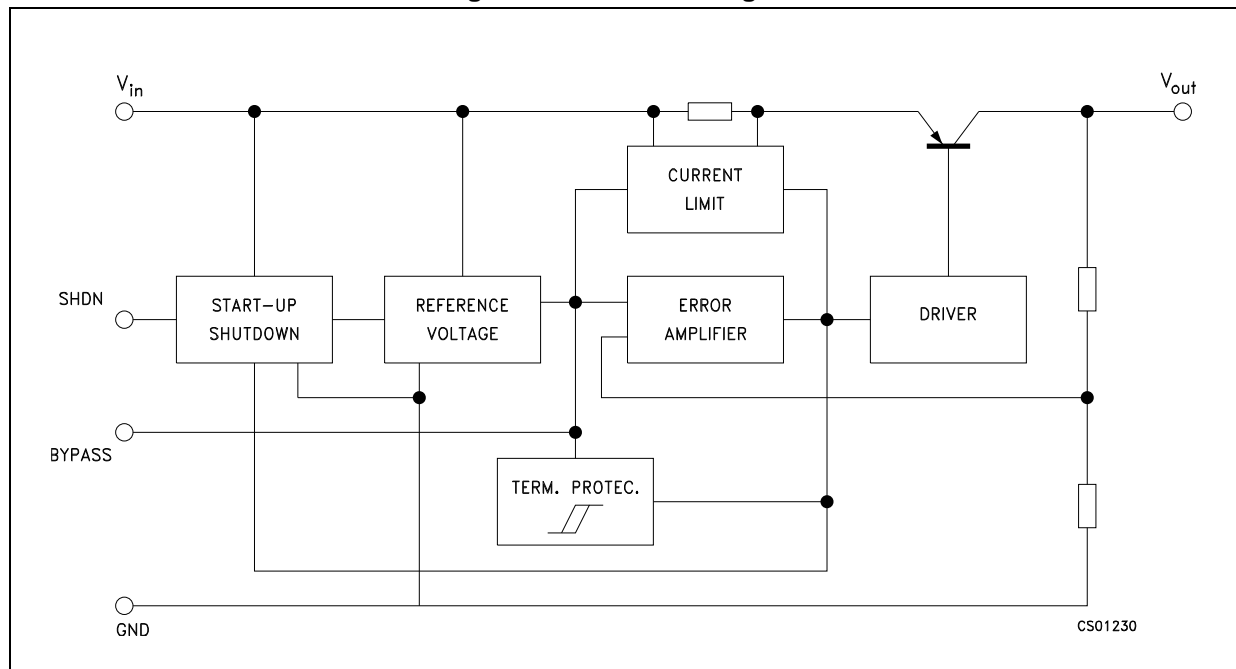 V_in
V_out
CURRENT
LIMIT
SHDN
START-UP
SHUTDOWN
REFERENCE
VOLTAGE
ERROR
AMPLIFIER
DRIVER
BYPASS
TERM. PROTEC.
GND
CS01230